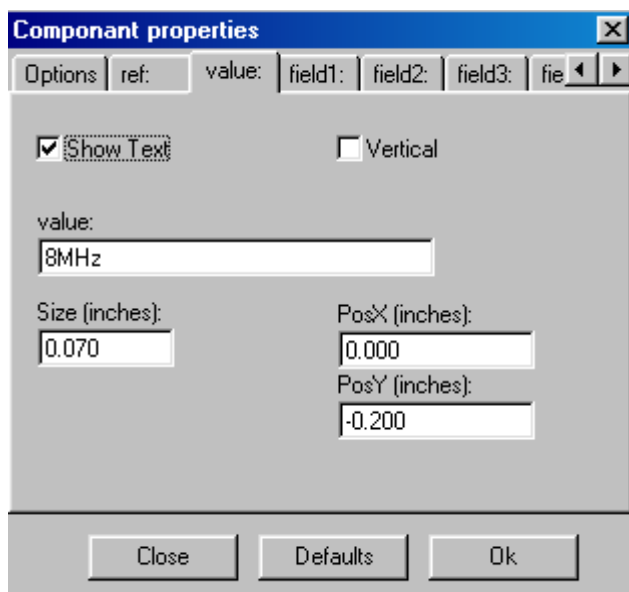 Componant properties
Options ref: value: field1: field2: field3: fie
Show Text Vertical
value:
8MHz
Size (inches): PosX (inches):
0.070 0.000
PosY (inches):
-0.200
Close Defaults Ok